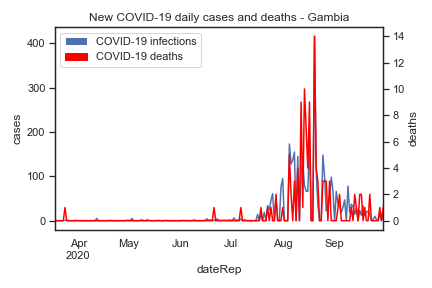 New COVID-19 daily cases and deaths - Gambia
COVID-19 infections
COVID-19 deaths
400
300
200
100
0
cases
14
12
10
8
6
4
2
0
deaths
Apr
2020
May
Jun
Jul
Aug
Sep
dateRep